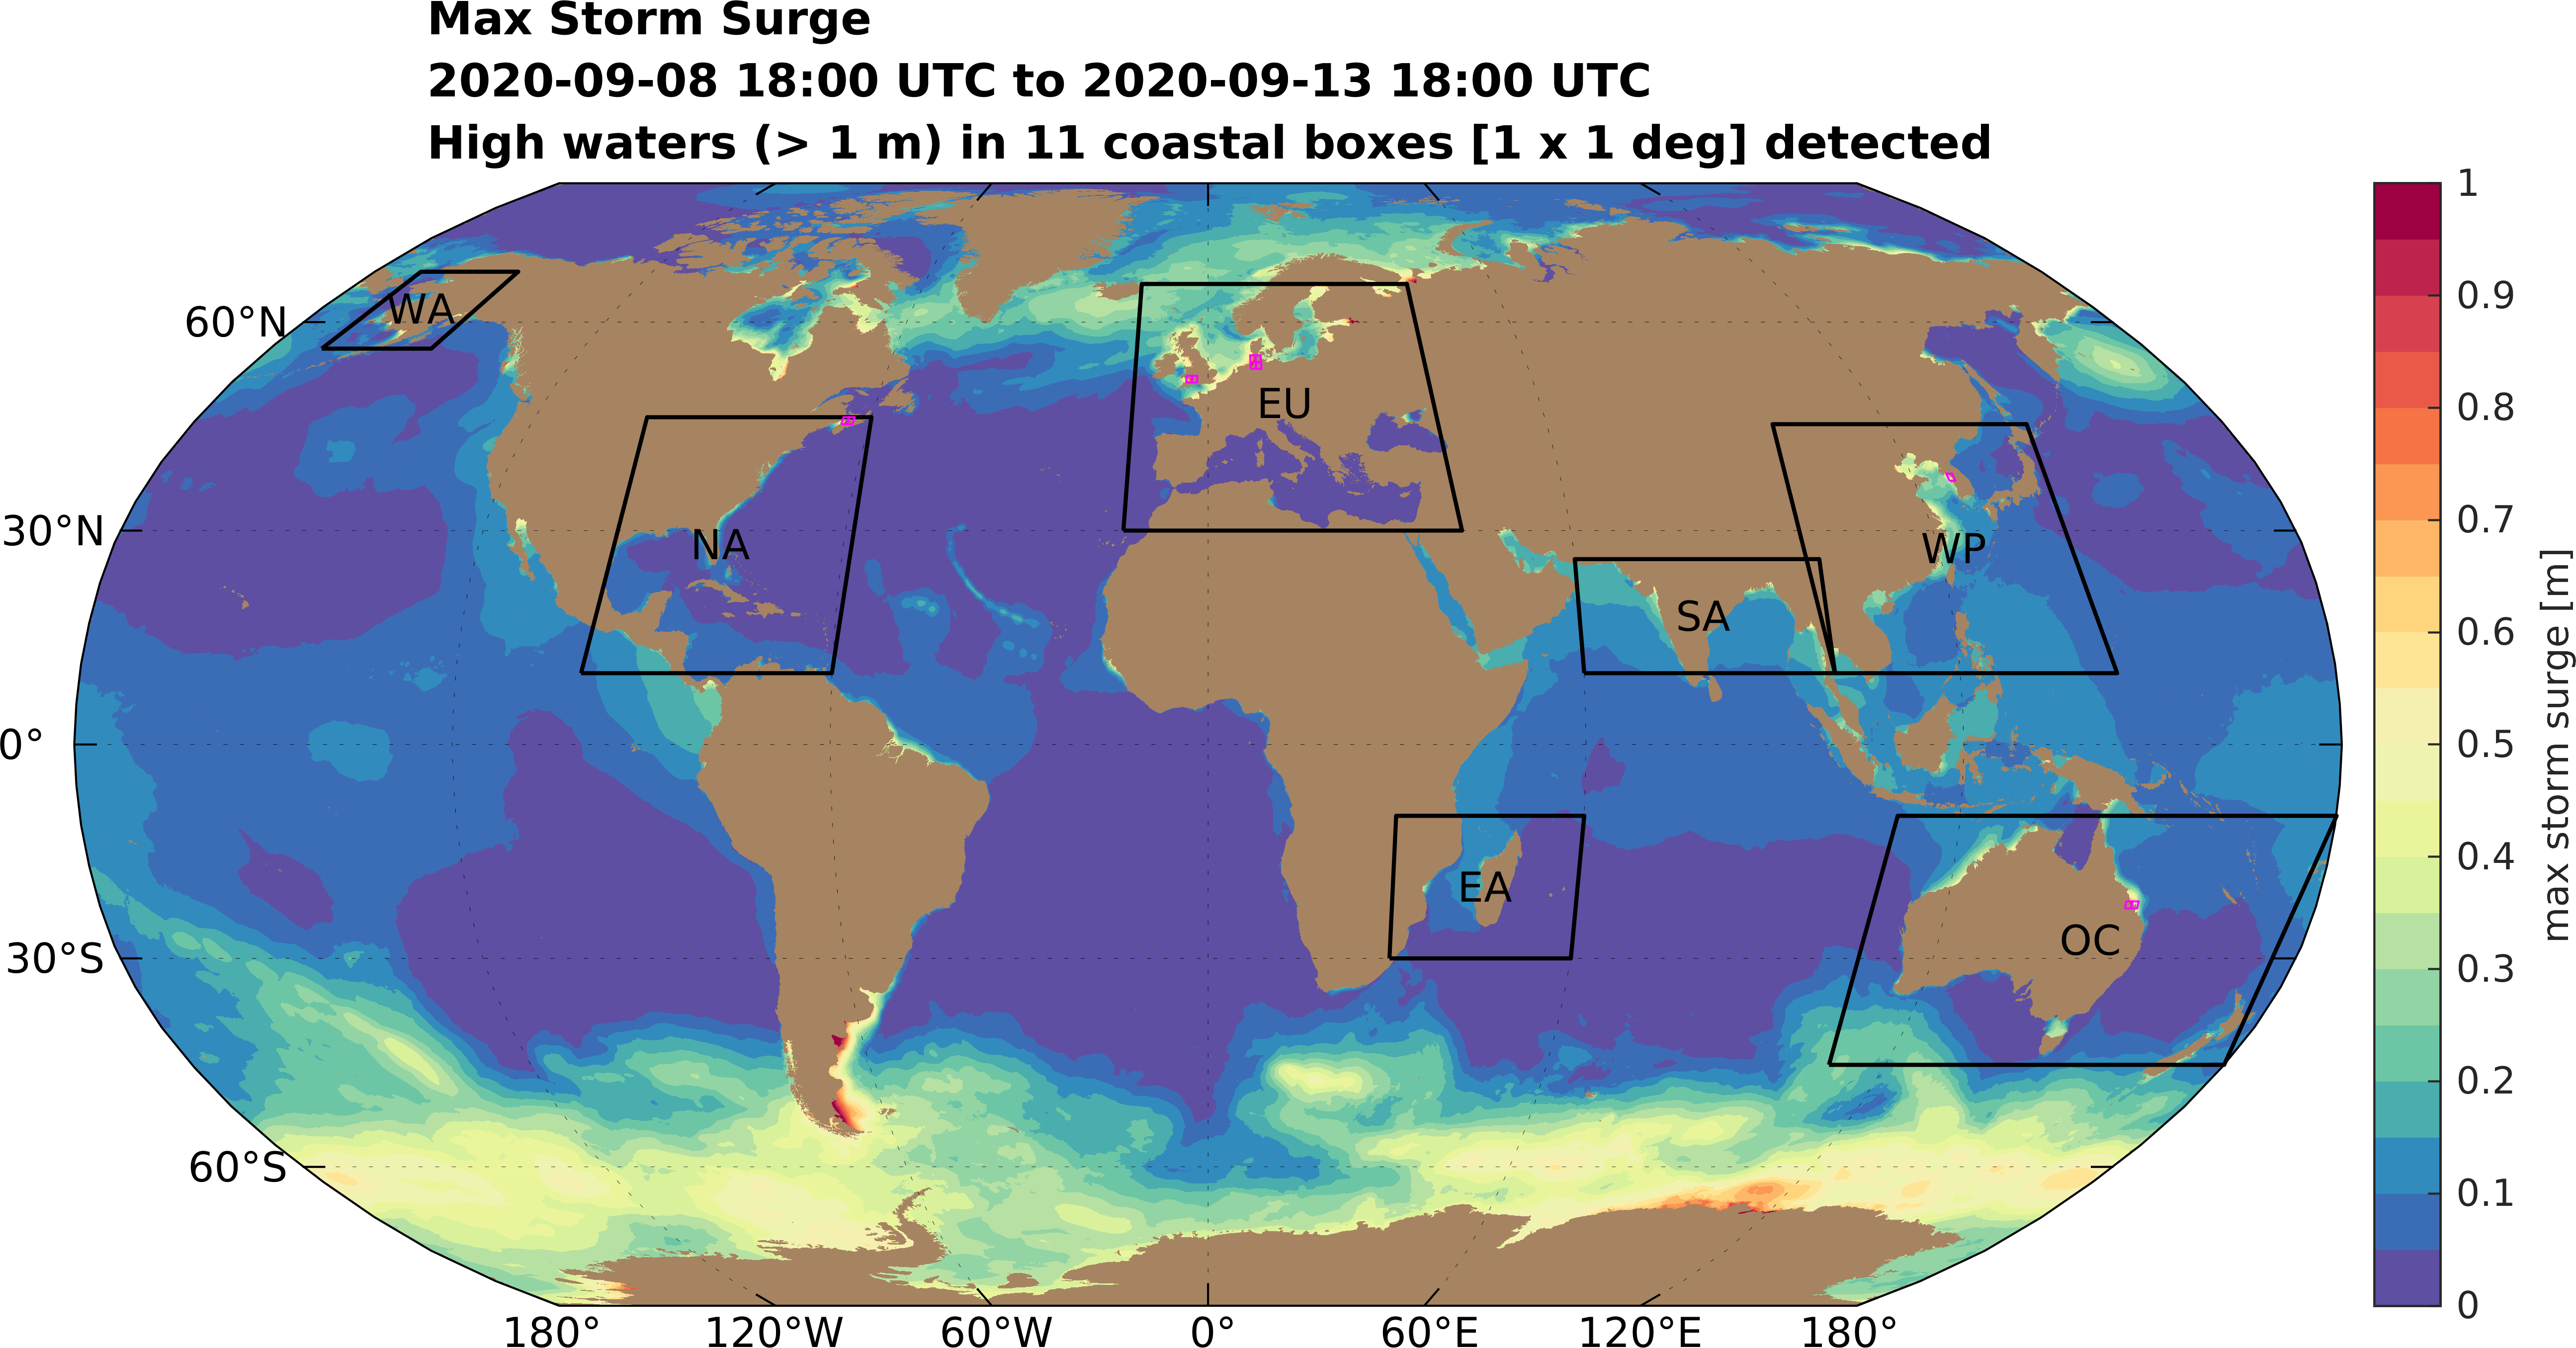 Max Storm Surge
2020-09-08 18:00 UTC to 2020-09-13 18:00 UTC
High waters (> 1 m) in 11 coastal boxes [1 x 1 deg] detected
60°N
30°N
0°
30°S
60°S
WA
NA
EU
SA
WP
EA
OC
180°
120°W
60°W
0°
60°E
120°E
180°
1
0.9
0.8
0.7
0.6
0.5
0.4
0.3
0.2
0.1
0
max storm surge [m]